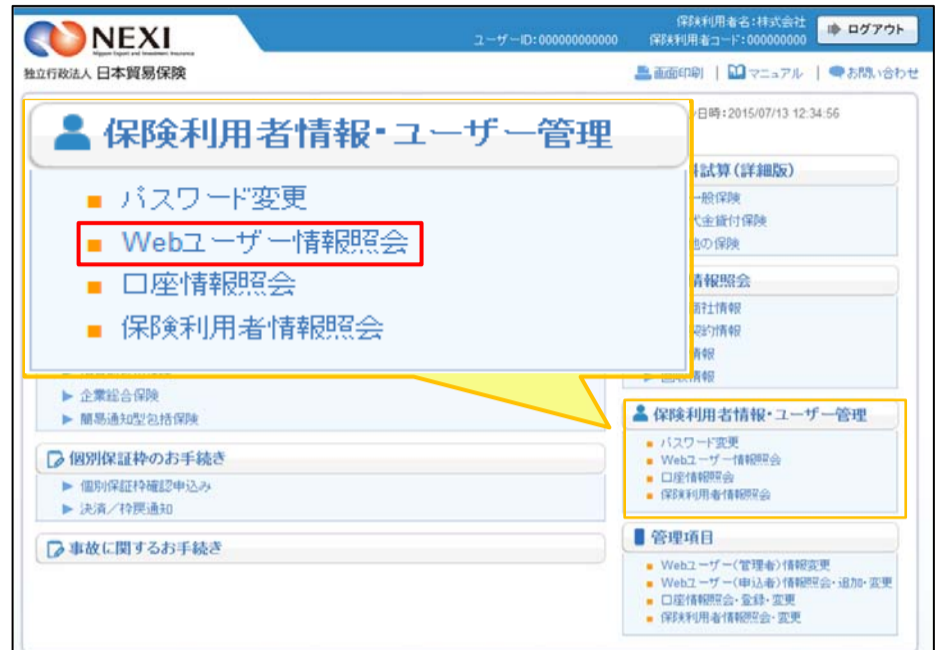 NEXI
Nippon Export and Investment Insurance
独立行政法人 日本貿易保険
ユーザーID:000000000000
保険利用者名:株式会社
保険利用者コード:000000000
ログアウト
画面印刷 | マニュアル | お問い合わせ
日時:2015/07/13 12:34:56
保険利用者情報・ユーザー管理
パスワード変更
Webユーザー情報照会
口座情報照会
保険利用者情報照会
企業総合保険
簡易通知型包括保険
個別保証枠のお手続き
個別保証枠確認申込み
決済/枠戻通知
事故に関するお手続き
試算(詳細版)
一般保険
代金貸付保険
他の保険
情報照会
商社情報
契約情報
情報
保険利用者情報・ユーザー管理
パスワード変更
Webユーザー情報照会
口座情報照会
保険利用者情報照会
管理項目
Webユーザー(管理者)情報変更
Webユーザー(申込者)情報照会・追加・変更
口座情報照会・登録・変更
保険利用者情報照会・変更